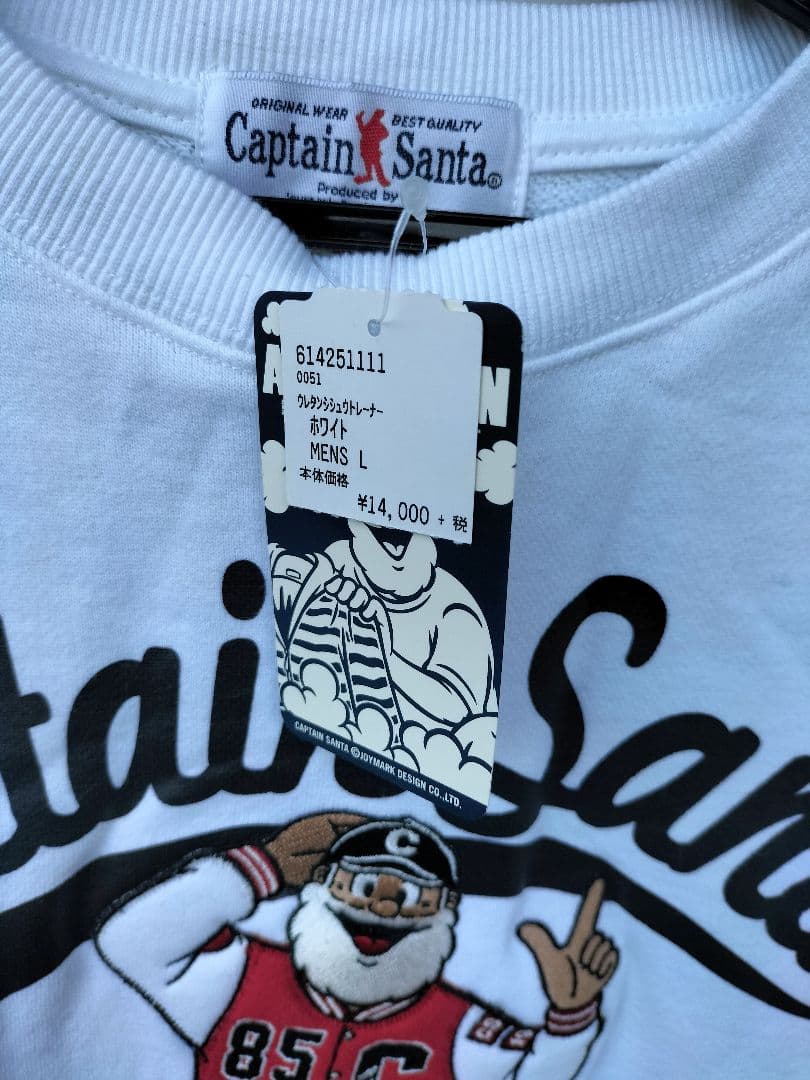 ORIGINAL WEAR BEST QUALITY
Captain Santa®
Produced by
614251111
0051
ウレタンシシュウトレーナー
ホワイト
MENS L
本体価格
¥14,000 + 税
A N
CAPTAIN SANTA ©JOYMARK DESIGN CO.,LTD.
tain Santa
C
85 C